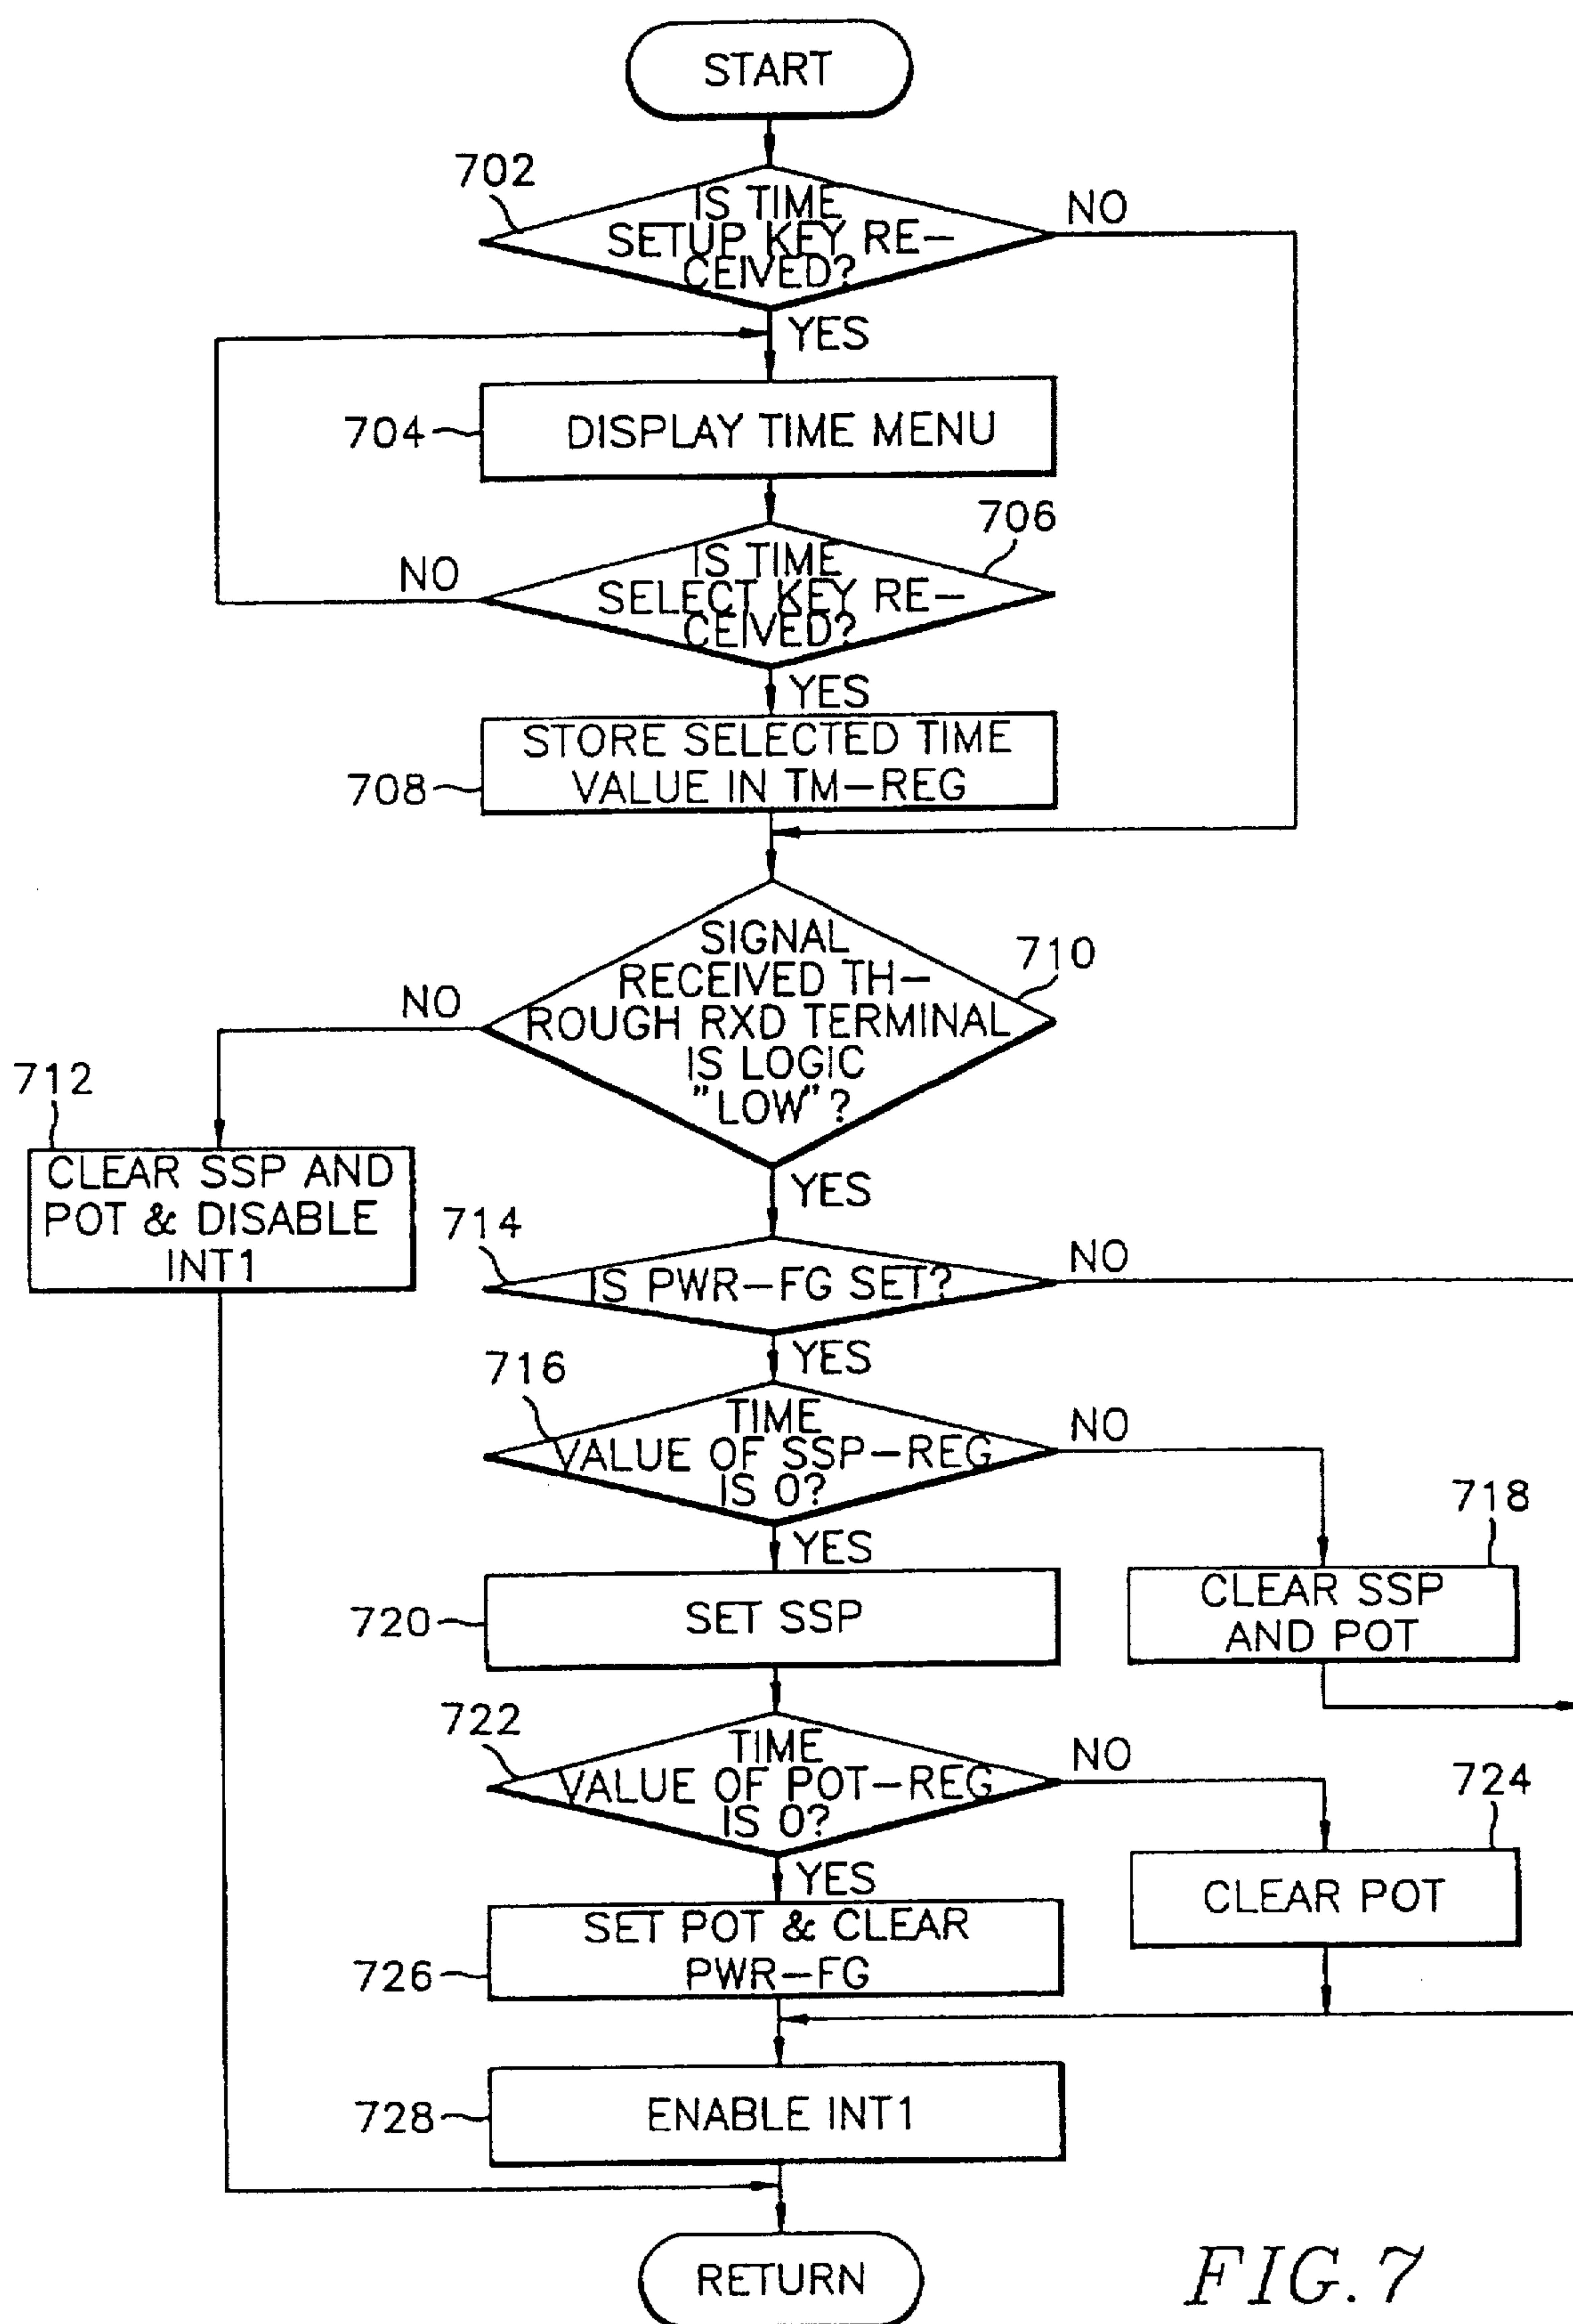 START
702
IS TIME
SETUP KEY RE-
CEIVED?
NO
YES
704
DISPLAY TIME MENU
706
IS TIME
SELECT KEY RE-
CEIVED?
NO
YES
708
STORE SELECTED TIME
VALUE IN TM-REG
710
SIGNAL
RECEIVED TH-
ROUGH RXD TERMINAL
IS LOGIC
"LOW"?
NO
712
CLEAR SSP AND
POT & DISABLE
INT1
YES
714
IS PWR-FG SET?
NO
YES
716
TIME
VALUE OF SSP-REG
IS 0?
NO
718
CLEAR SSP
AND POT
YES
720
SET SSP
722
TIME
VALUE OF POT-REG
IS 0?
NO
724
CLEAR POT
YES
726
SET POT & CLEAR
PWR-FG
728
ENABLE INT1
RETURN
FIG. 7